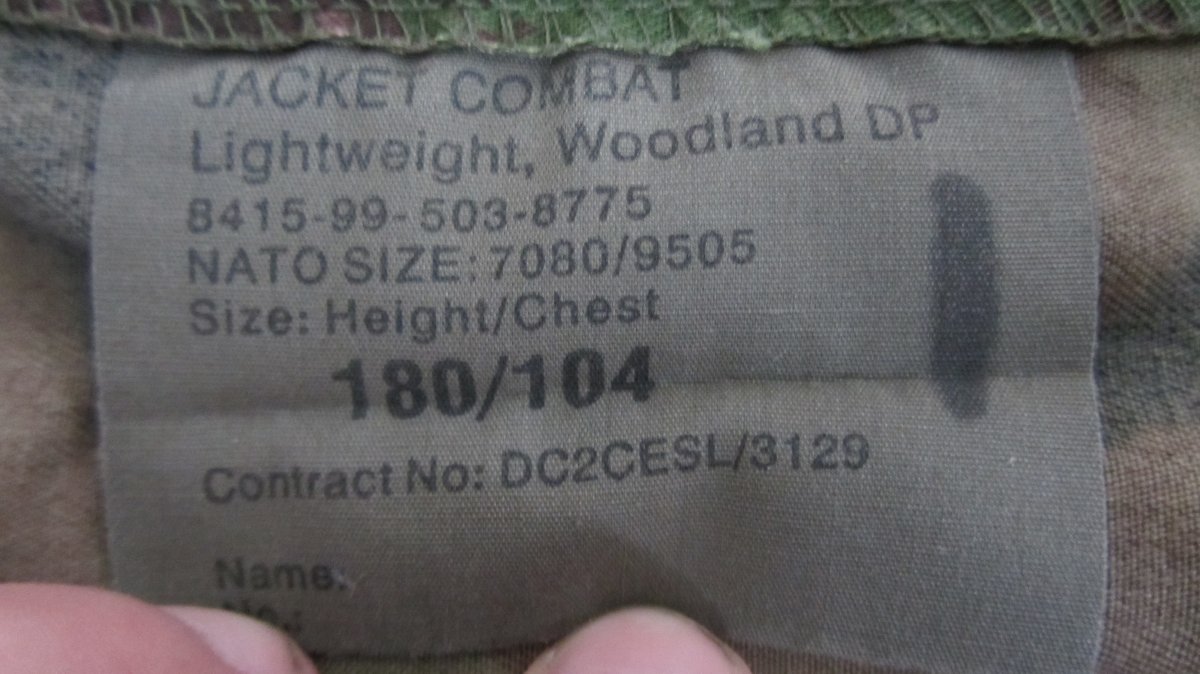 JACKET COMBAT
Lightweight, Woodland DP
8415-99-503-8775
NATO SIZE: 7080/9505
Size: Height/Chest
180/104
Contract No: DC2CESL/3129
Name:
No.: